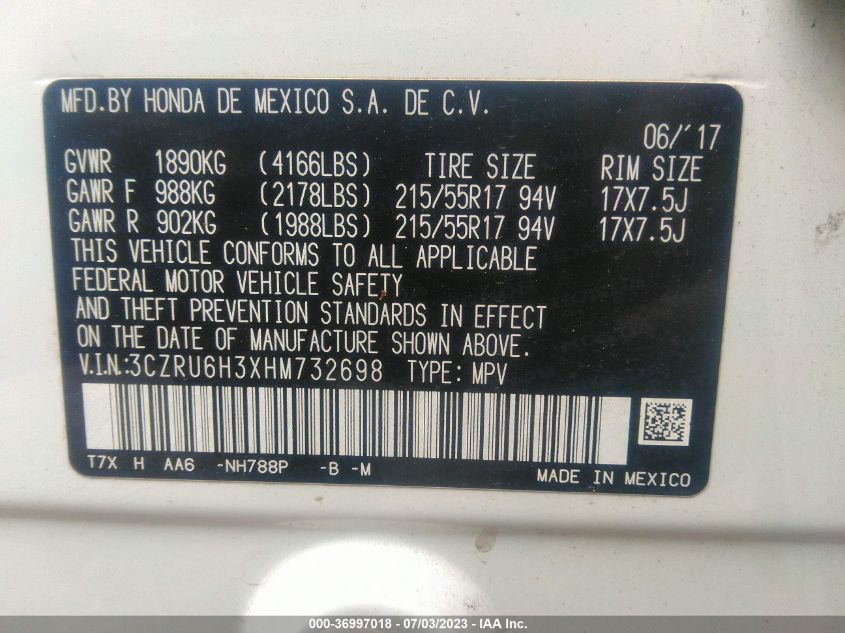 MFD.BY HONDA DE MEXICO S.A. DE C.V.
06/'17
GVWR 1890KG (4166LBS) TIRE SIZE RIM SIZE
GAWR F 988KG (2178LBS) 215/55R17 94V 17X7.5J
GAWR R 902KG (1988LBS) 215/55R17 94V 17X7.5J
THIS VEHICLE CONFORMS TO ALL APPLICABLE
FEDERAL MOTOR VEHICLE SAFETY
AND THEFT PREVENTION STANDARDS IN EFFECT
ON THE DATE OF MANUFACTURE SHOWN ABOVE.
V.I.N.:3CZRU6H3XHM732698 TYPE: MPV
T7X H AA6 -NH788P -B -M
MADE IN MEXICO
000-36997018 - 07/03/2023 - IAA Inc.